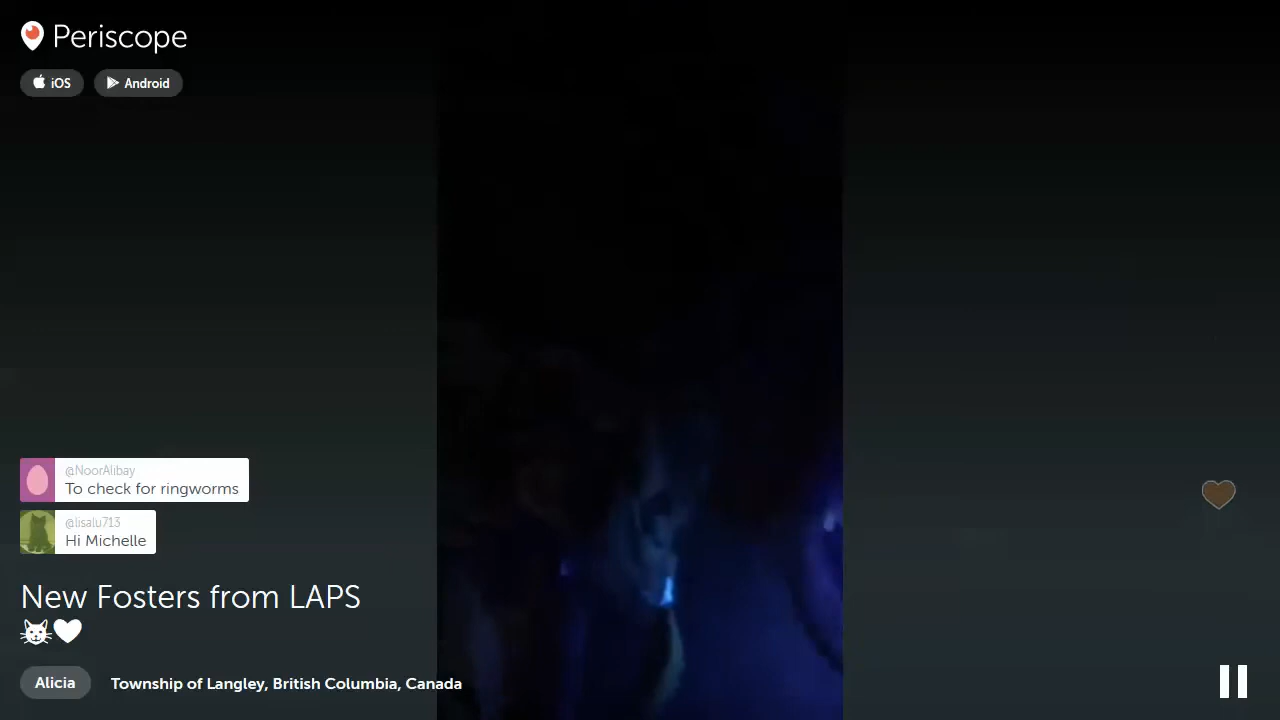 Periscope
iOS
Android
@NoorAlibay
To check for ringworms
@lisalu713
Hi Michelle
New Fosters from LAPS
🐱❤
Alicia
Township of Langley, British Columbia, Canada